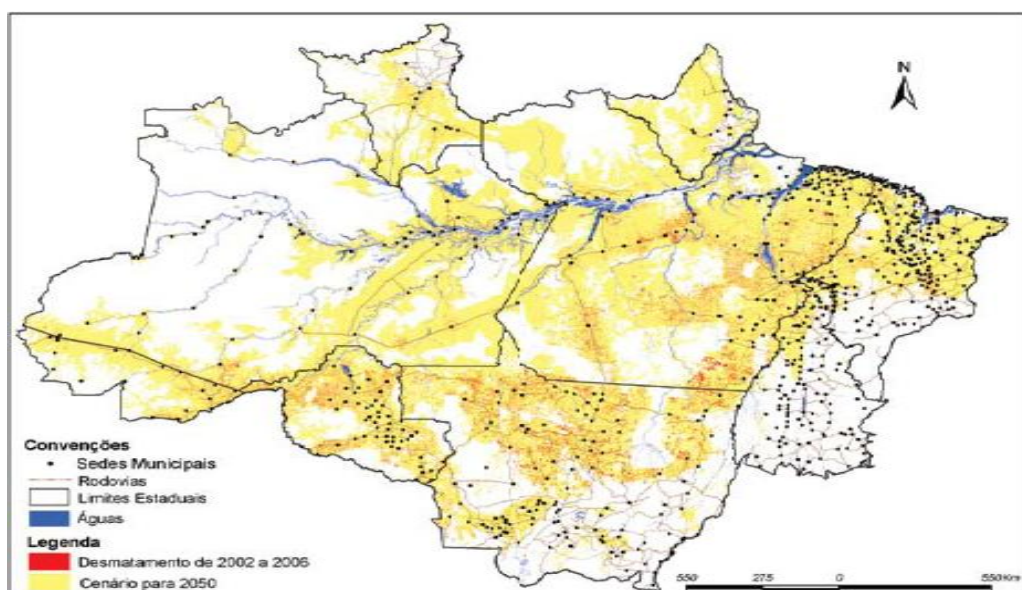 N
Convenções
Sedes Municipais
Rodovias
Limites Estaduais
Águas
Legenda
Desmatamento de 2002 a 2006
Cenário para 2050
550 275 0 550 Km